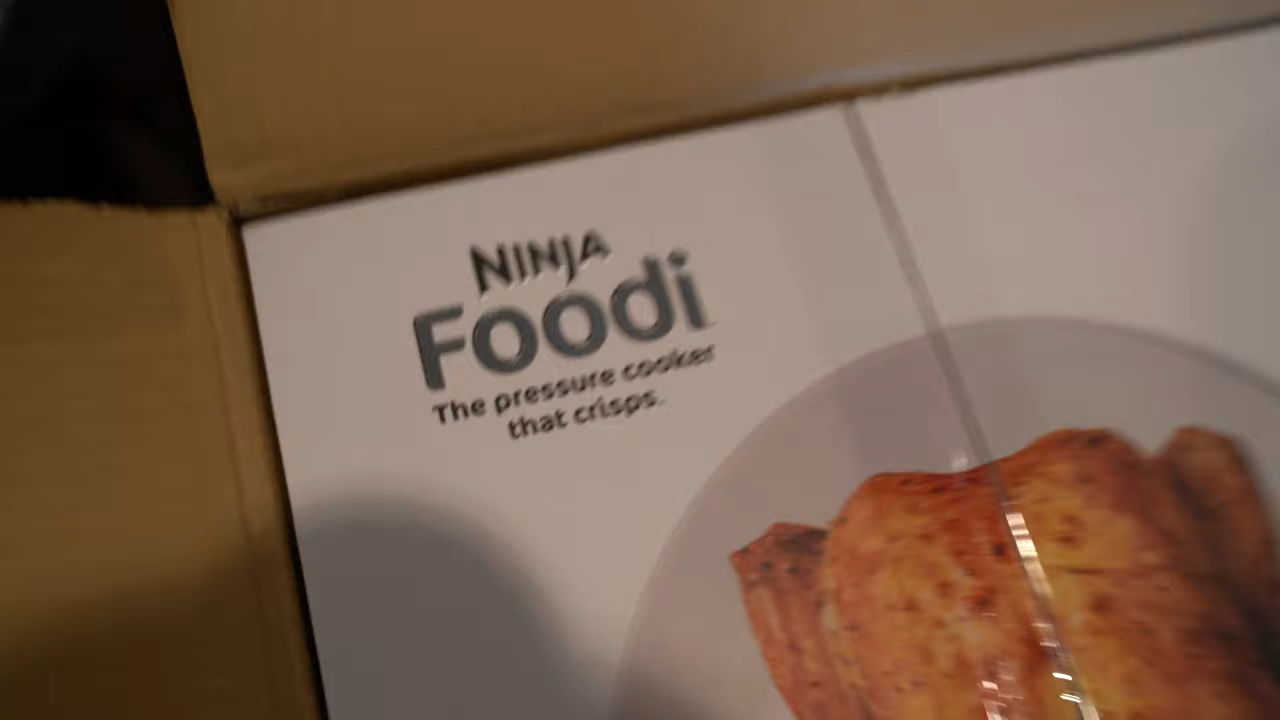 NINJA
Foodi
The pressure cooker
that crisps.